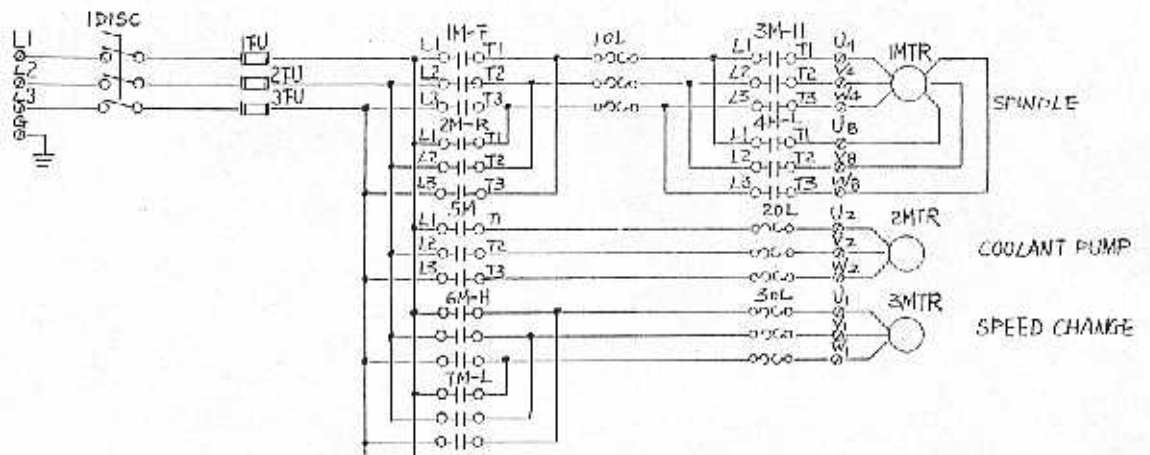 1DISC
1FU
2FU
3FU
L1
L2
L3
G
1M-F
L1 T1
L2 T2
L3 T3
2M-R
L1 T1
L2 T2
L3 T3
1OL
3M-H
L1 T1
L2 T2
L3 T3
4M-L
L1 T1
L2 T2
L3 T3
1MTR
SPINDLE
U8
V8
W8
5M
L1 T1
L2 T2
L3 T3
2OL
U2
V2
W2
2MTR
COOLANT PUMP
6M-H
3OL
U1
V1
W1
3MTR
SPEED CHANGE
7M-L